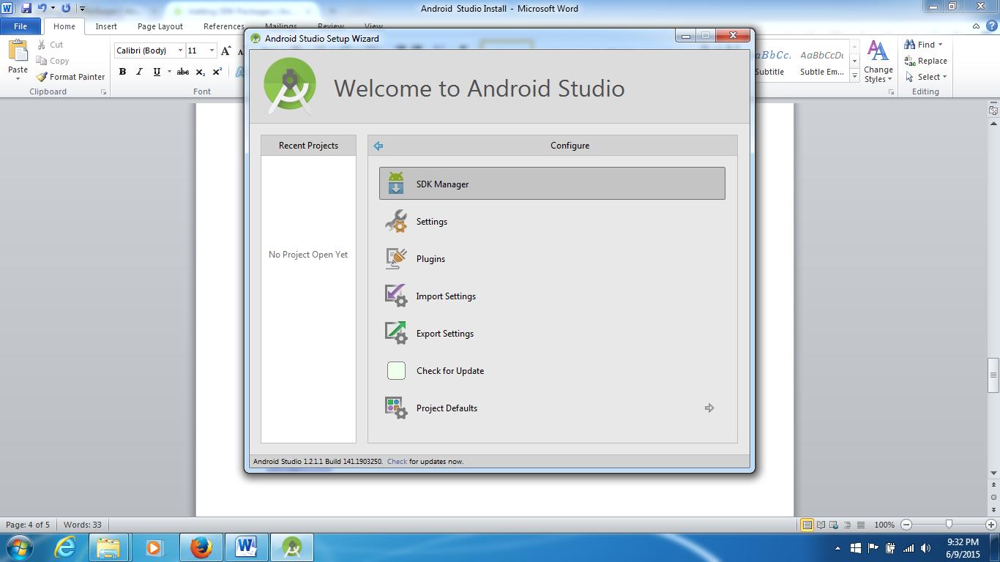 Android Studio Install - Microsoft Word
File Home Insert Page Layout References Mailings Review View
Paste
Cut
Copy
Format Painter
Clipboard
Calibri (Body) 11
B I U abc x₂ x²
Font
Subtitle
AaBbCcDc
Subtle Em...
Change Styles
Find
Replace
Select
Editing
Android Studio Setup Wizard
Welcome to Android Studio
Recent Projects
No Project Open Yet
Configure
SDK Manager
Settings
Plugins
Import Settings
Export Settings
Check for Update
Project Defaults
Android Studio 1.2.1.1 Build 141.1903250. Check for updates now.
Page: 4 of 5 Words: 33
100%
9:32 PM
6/9/2015